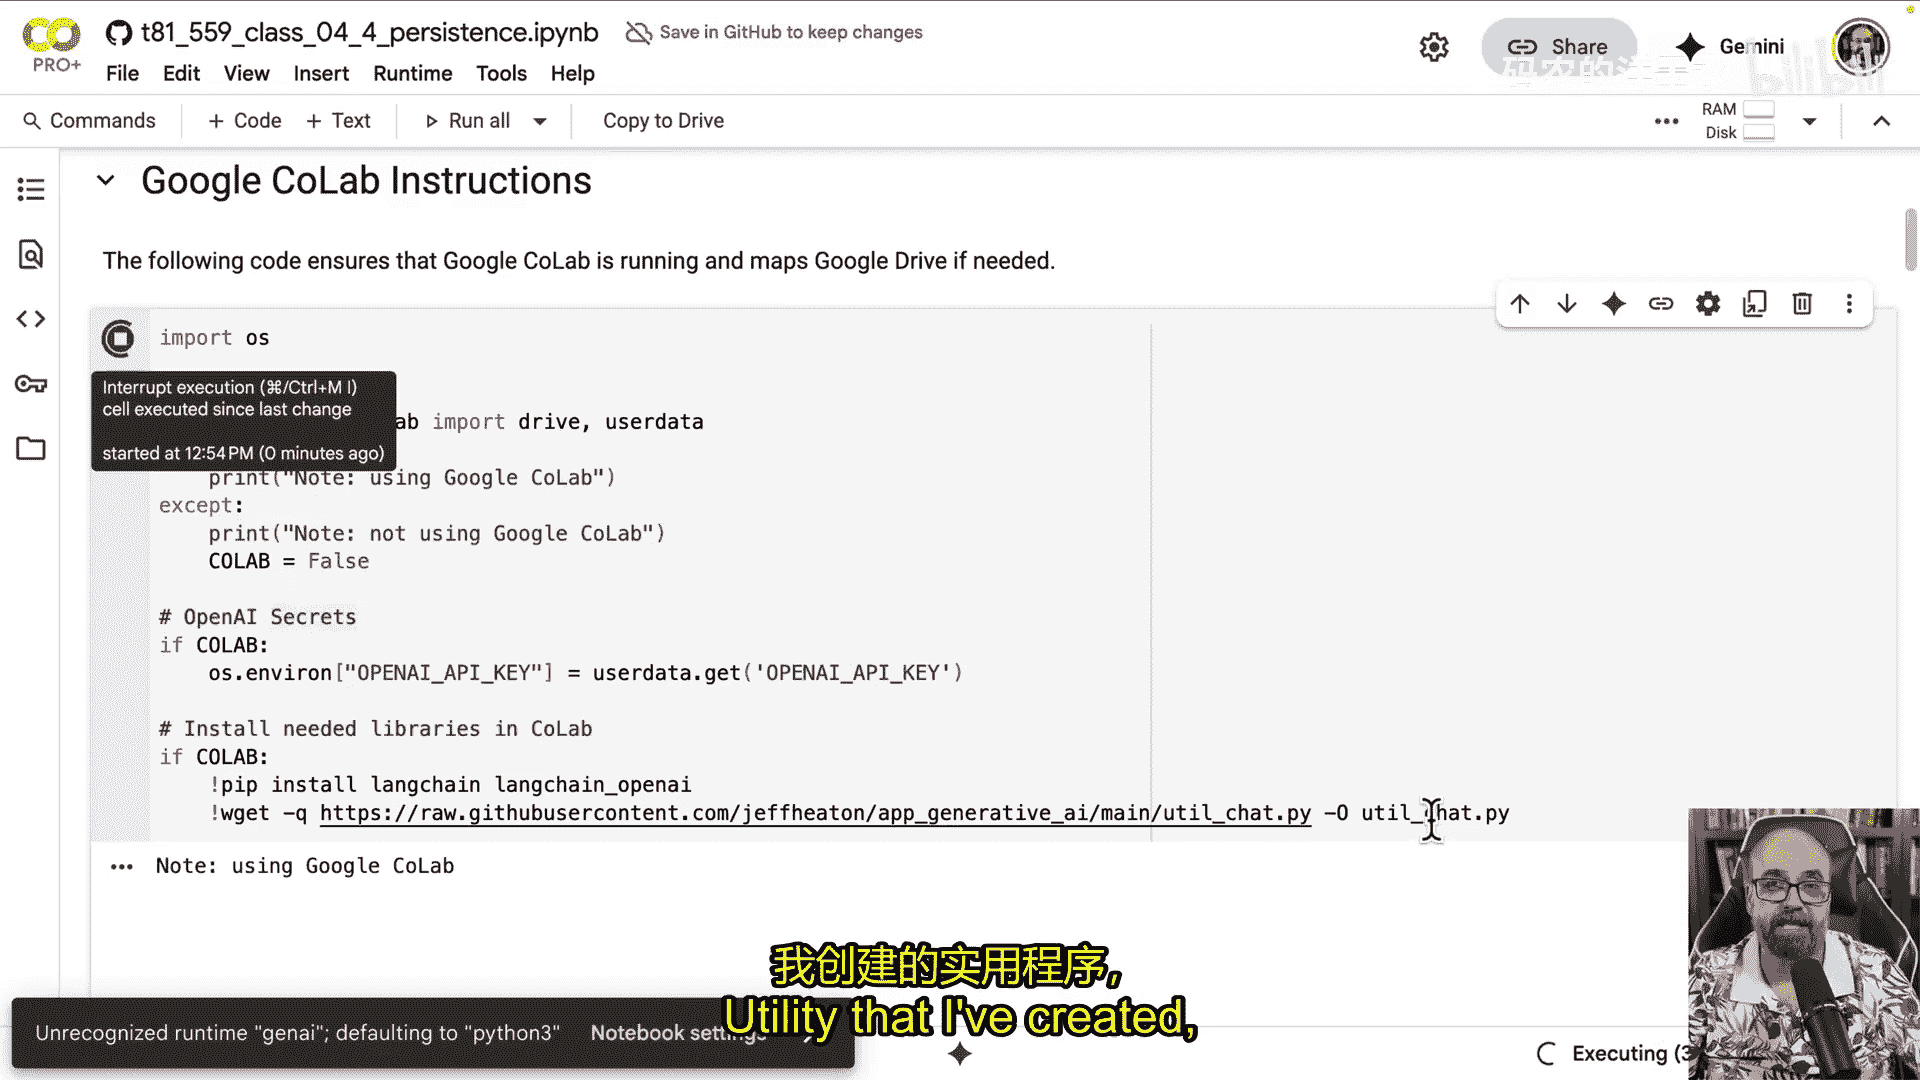 t81_559_class_04_4_persistence.ipynb
Save in GitHub to keep changes
PRO+
File Edit View Insert Runtime Tools Help
Share
Gemini
码农的
bilibili
Commands
+ Code + Text
Run all
Copy to Drive
RAM
Disk
Google CoLab Instructions
The following code ensures that Google CoLab is running and maps Google Drive if needed.
import os
Interrupt execution (⌘/Ctrl+M I)
cell executed since last change
started at 12:54 PM (0 minutes ago)
ab import drive, userdata
print("Note: using Google CoLab")
except:
print("Note: not using Google CoLab")
COLAB = False
# OpenAI Secrets
if COLAB:
os.environ["OPENAI_API_KEY"] = userdata.get('OPENAI_API_KEY')
# Install needed libraries in CoLab
if COLAB:
!pip install langchain langchain_openai
!wget -q https://raw.githubusercontent.com/jeffheaton/app_generative_ai/main/util_chat.py -O util_chat.py
Note: using Google CoLab
我创建的实用程序,
Utility that I've created,
Unrecognized runtime "genai"; defaulting to "python3"
Notebook settings
Executing (3